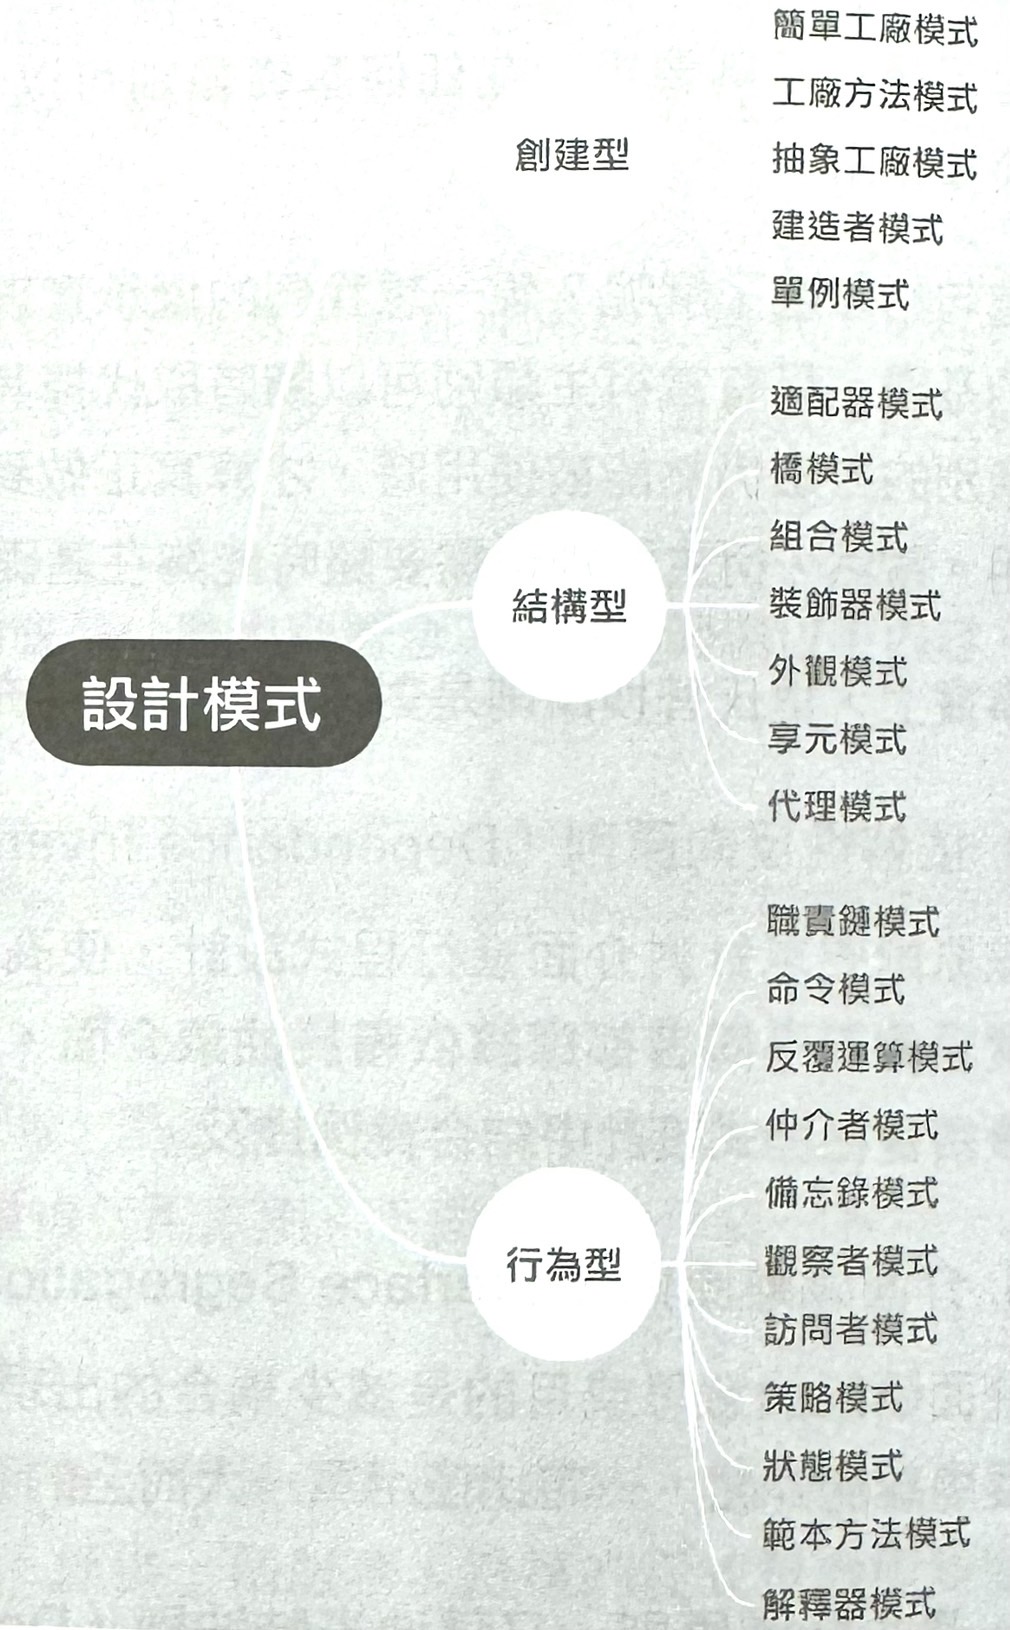 設計模式
創建型
簡單工廠模式
工廠方法模式
抽象工廠模式
建造者模式
單例模式
結構型
適配器模式
橋模式
組合模式
裝飾器模式
外觀模式
享元模式
代理模式
行為型
職責鏈模式
命令模式
反覆運算模式
仲介者模式
備忘錄模式
觀察者模式
訪問者模式
策略模式
狀態模式
範本方法模式
解釋器模式